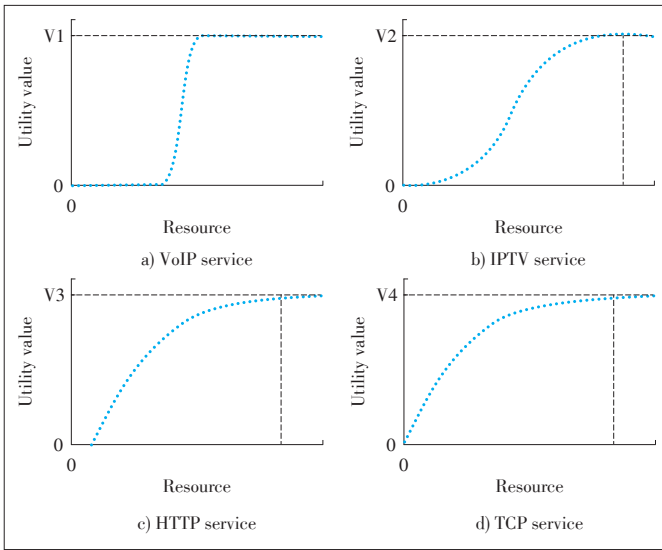 V1
Utility value
0
0
Resource
a) VoIP service
V2
Utility value
0
0
Resource
b) IPTV service
V3
Utility value
0
0
Resource
c) HTTP service
V4
Utility value
0
0
Resource
d) TCP service